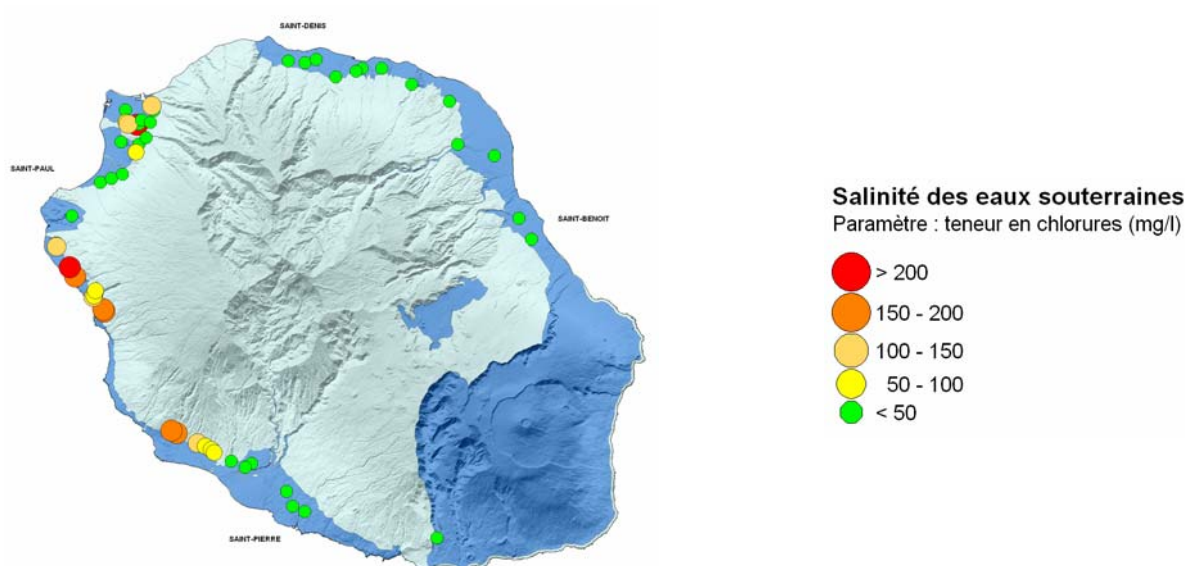 SAINT-DENIS
SAINT-PAUL
SAINT-BENOIT
SAINT-PIERRE
Salinité des eaux souterraines
Paramètre : teneur en chlorures (mg/l)
> 200
150 - 200
100 - 150
50 - 100
< 50